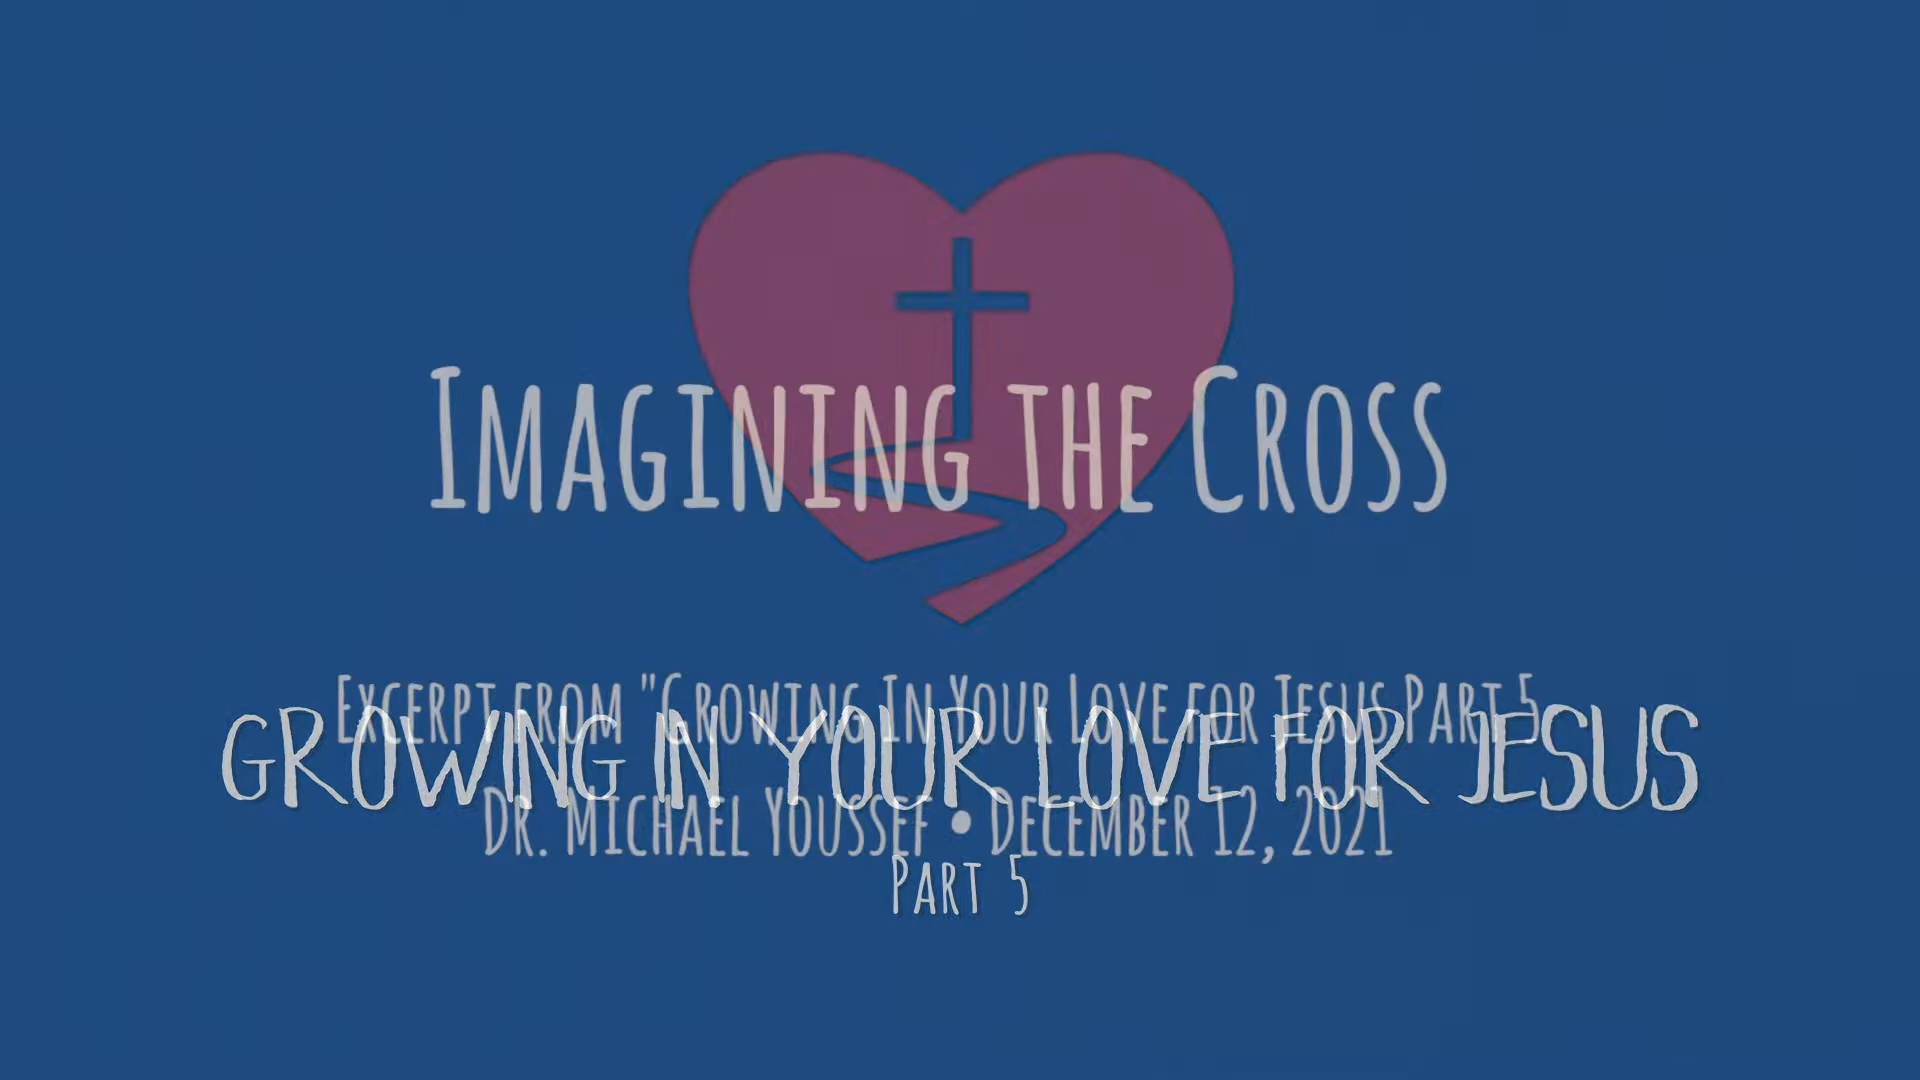 Imagining the Cross
Excerpt from "Growing In Your Love for Jesus Part 5
GROWING IN YOUR LOVE FOR JESUS
Dr. Michael Youssef • December 12, 2021
Part 5